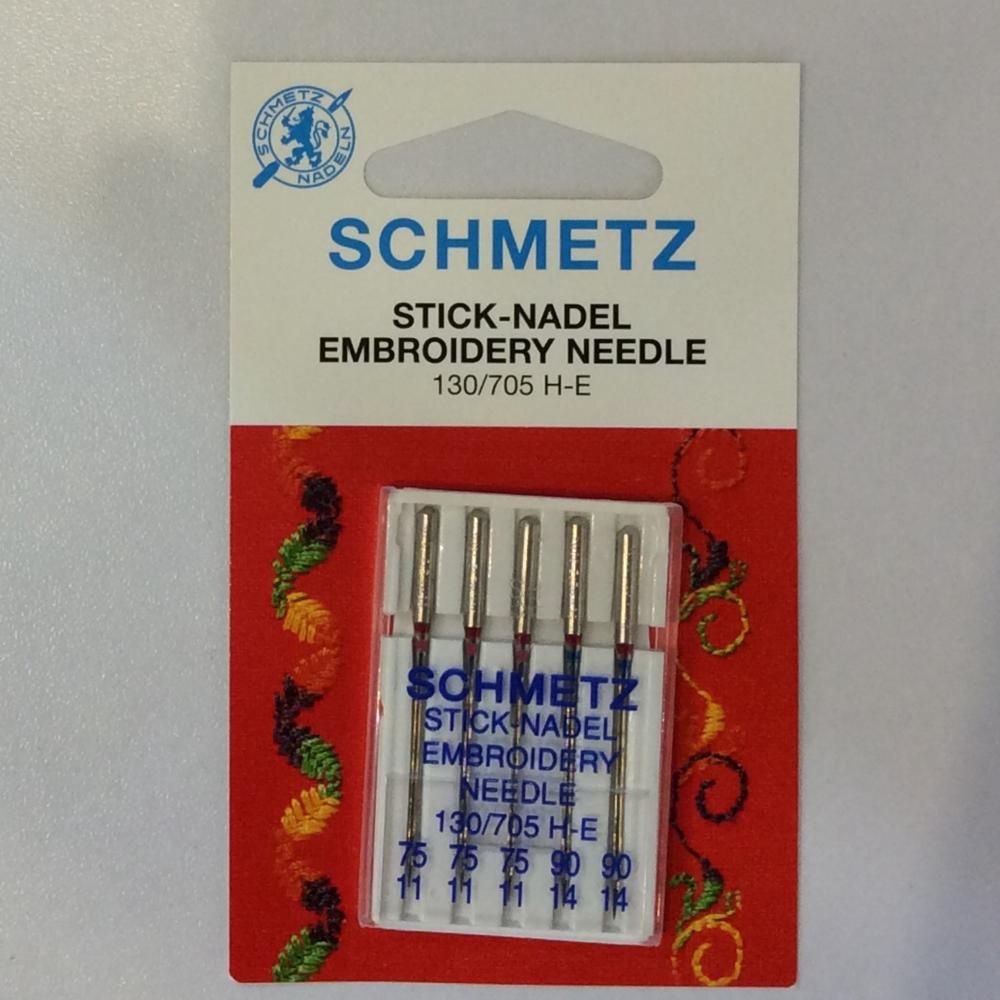 SCHMETZ
NADELN
SCHMETZ
STICK-NADEL
EMBROIDERY NEEDLE
130/705 H-E
SCHMETZ
STICK-NADEL
EMBROIDERY
NEEDLE
130/705 H-E
75 75 75 90 90
11 11 11 14 14